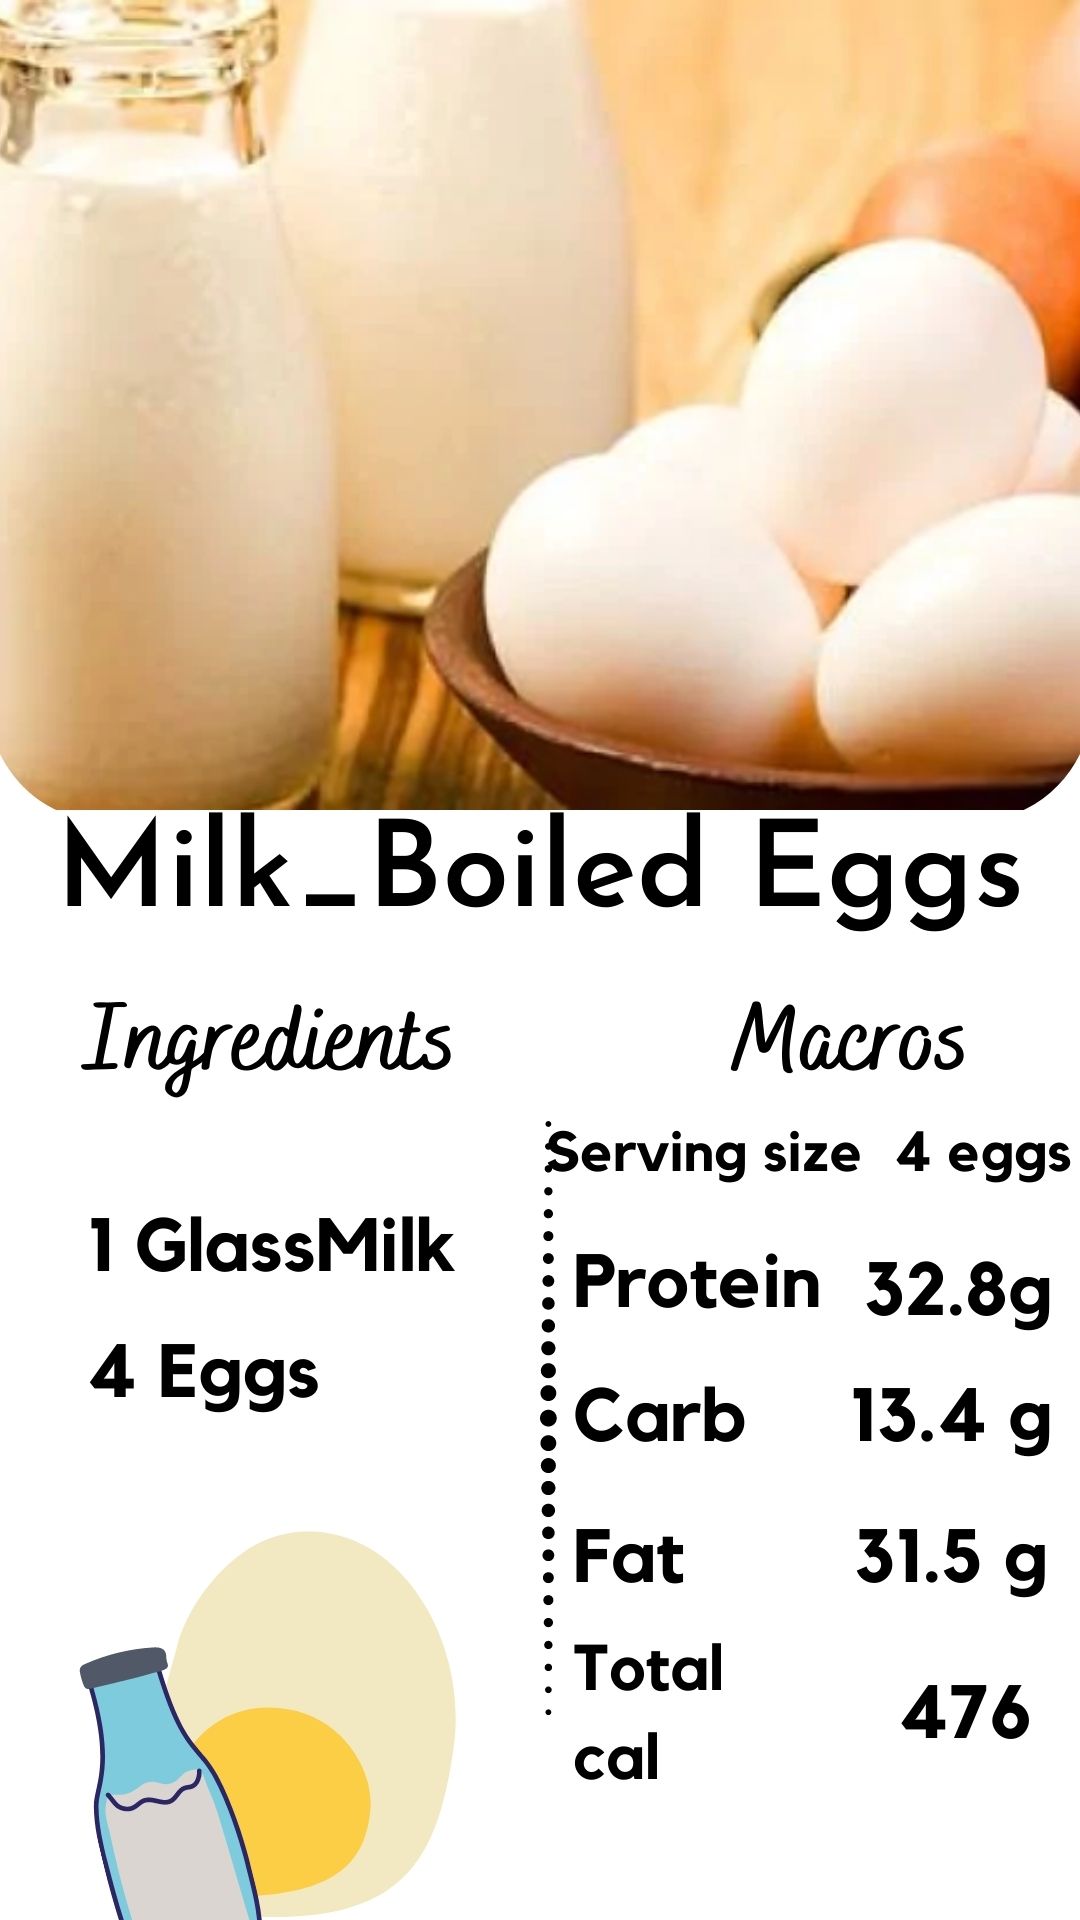 Milk_Boiled Eggs
Ingredients
1 GlassMilk
4 Eggs
Macros
Serving size 4 eggs
Protein 32.8g
Carb 13.4 g
Fat 31.5 g
Total
cal
476